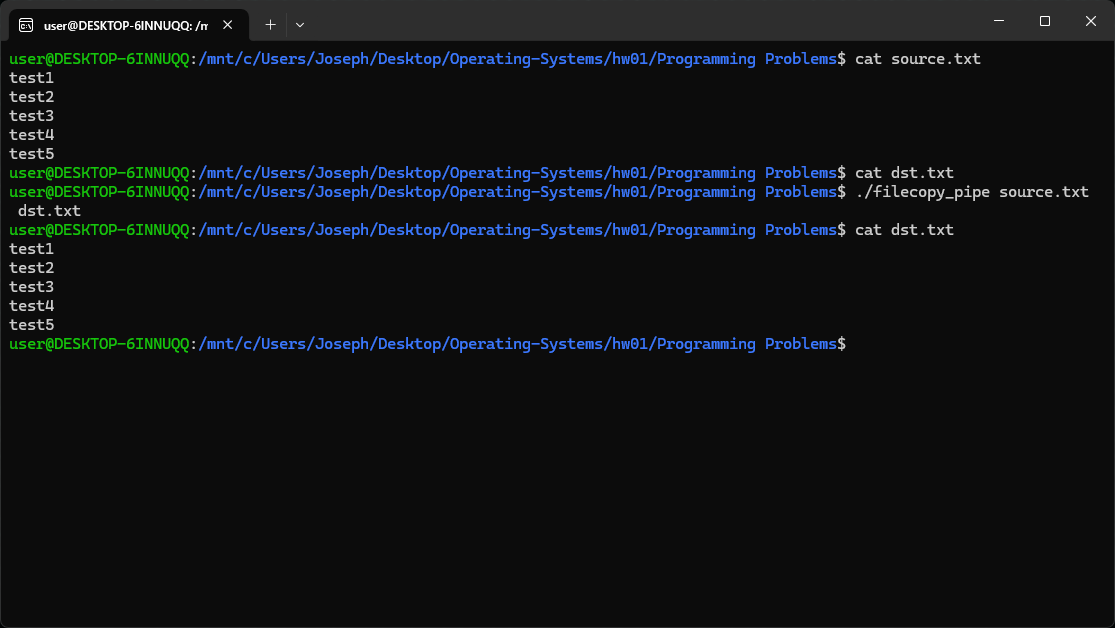 user@DESKTOP-6INNUQQ: /m
user@DESKTOP-6INNUQQ:/mnt/c/Users/Joseph/Desktop/Operating-Systems/hw01/Programming Problems$ cat source.txt
test1
test2
test3
test4
test5
user@DESKTOP-6INNUQQ:/mnt/c/Users/Joseph/Desktop/Operating-Systems/hw01/Programming Problems$ cat dst.txt
user@DESKTOP-6INNUQQ:/mnt/c/Users/Joseph/Desktop/Operating-Systems/hw01/Programming Problems$ ./filecopy_pipe source.txt
 dst.txt
user@DESKTOP-6INNUQQ:/mnt/c/Users/Joseph/Desktop/Operating-Systems/hw01/Programming Problems$ cat dst.txt
test1
test2
test3
test4
test5
user@DESKTOP-6INNUQQ:/mnt/c/Users/Joseph/Desktop/Operating-Systems/hw01/Programming Problems$